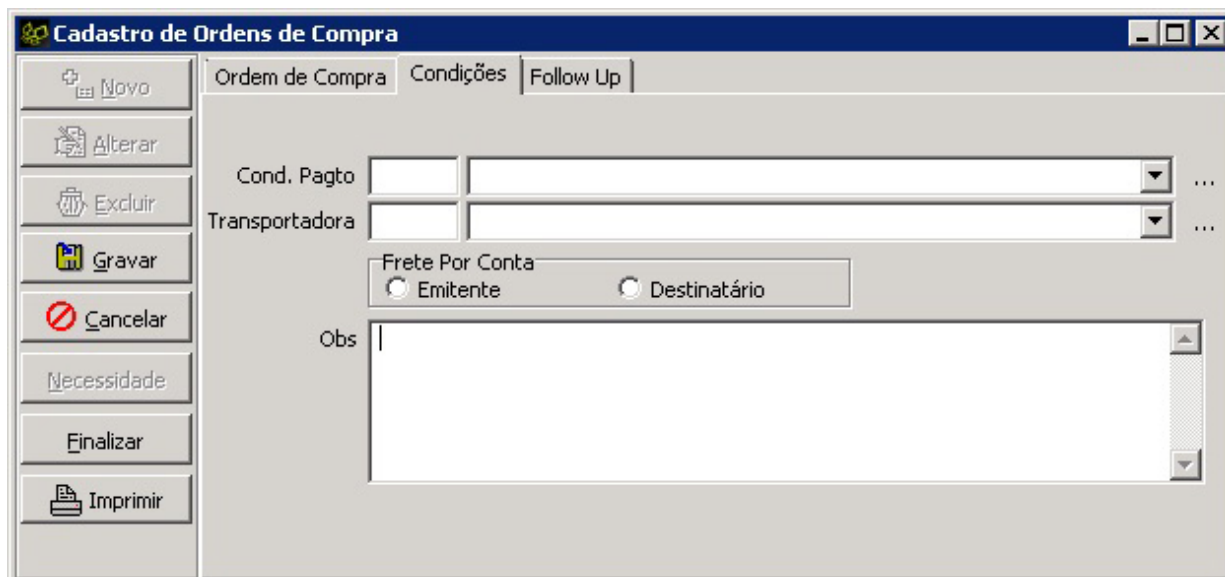 Cadastro de Ordens de Compra
Novo
Alterar
Excluir
Gravar
Cancelar
Necessidade
Finalizar
Imprimir
Ordem de Compra Condições Follow Up
Cond. Pagto ...
Transportadora ...
Frete Por Conta
Emitente Destinatário
Obs